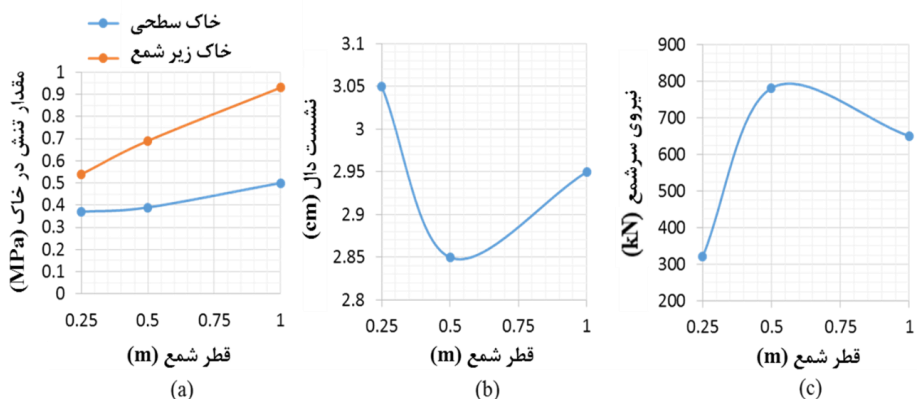 خاک سطحی
خاک زیر شمع
مقدار تنش در خاک (MPa)
1
0.9
0.8
0.7
0.6
0.5
0.4
0.3
0.2
0.1
0
0.25 0.5 0.75 1
قطر شمع (m)
(a)
نشست دال (cm)
3.1
3.05
3
2.95
2.9
2.85
2.8
0.25 0.5 0.75 1
قطر شمع (m)
(b)
نیروی سرشمع (kN)
900
800
700
600
500
400
300
200
0.25 0.5 0.75 1
قطر شمع (m)
(c)